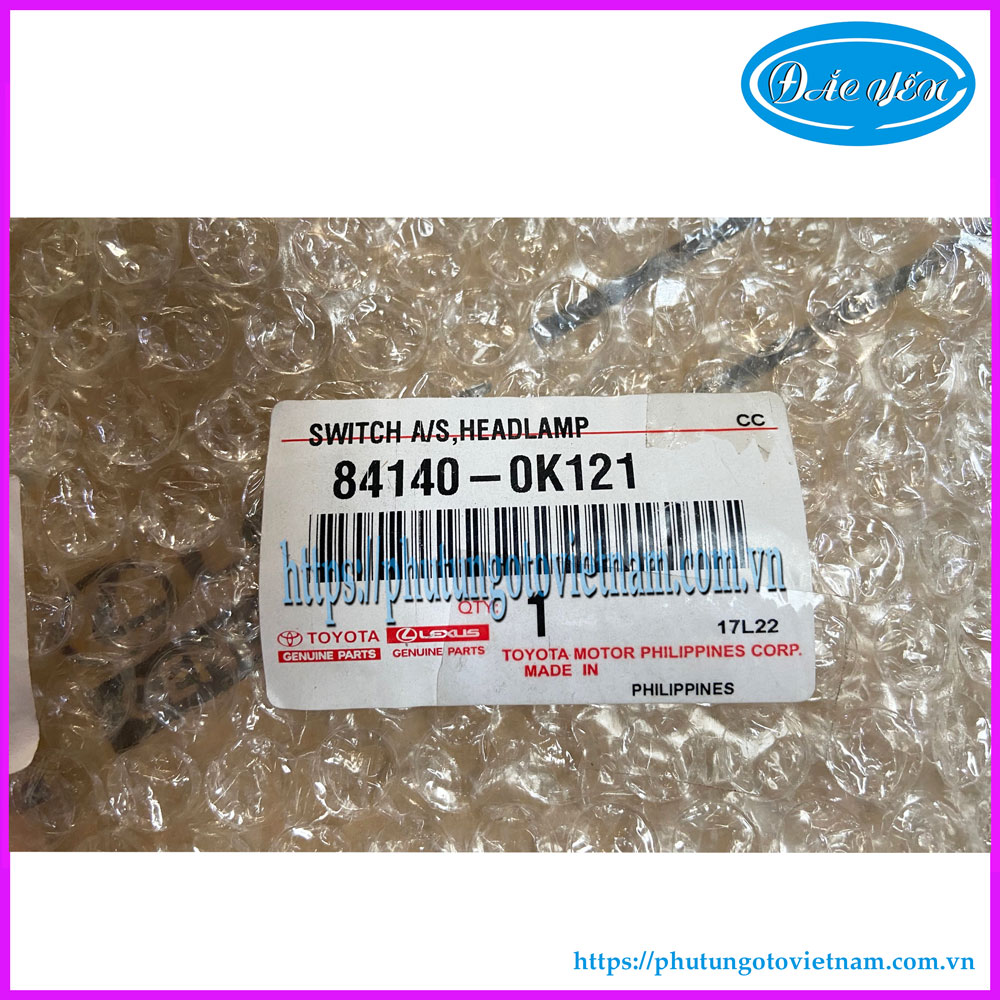 ĐẮC YẾN
SWITCH A/S,HEADLAMP CC
84140-0K121
https://phutungotovietnam.com.vn
QTY: 1 17L22
TOYOTA LEXUS
GENUINE PARTS GENUINE PARTS
TOYOTA MOTOR PHILIPPINES CORP.
MADE IN
PHILIPPINES
https://phutungotovietnam.com.vn